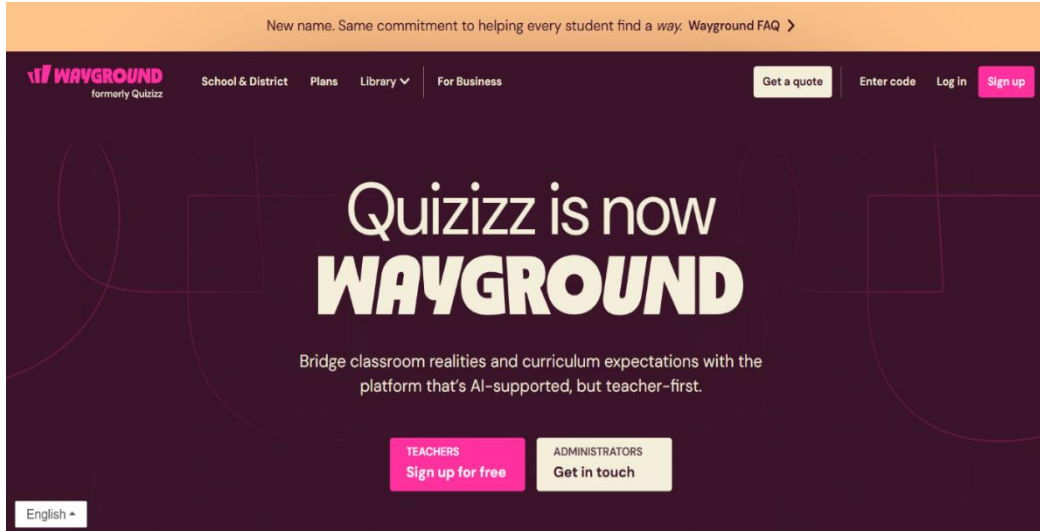 New name. Same commitment to helping every student find a way. Wayground FAQ
WAYGROUND
formerly Quizizz
School & District Plans Library For Business Get a quote Enter code Log in Sign up
Quizizz is now
WAYGROUND
Bridge classroom realities and curriculum expectations with the
platform that's AI-supported, but teacher-first.
TEACHERS
Sign up for free
ADMINISTRATORS
Get in touch
English